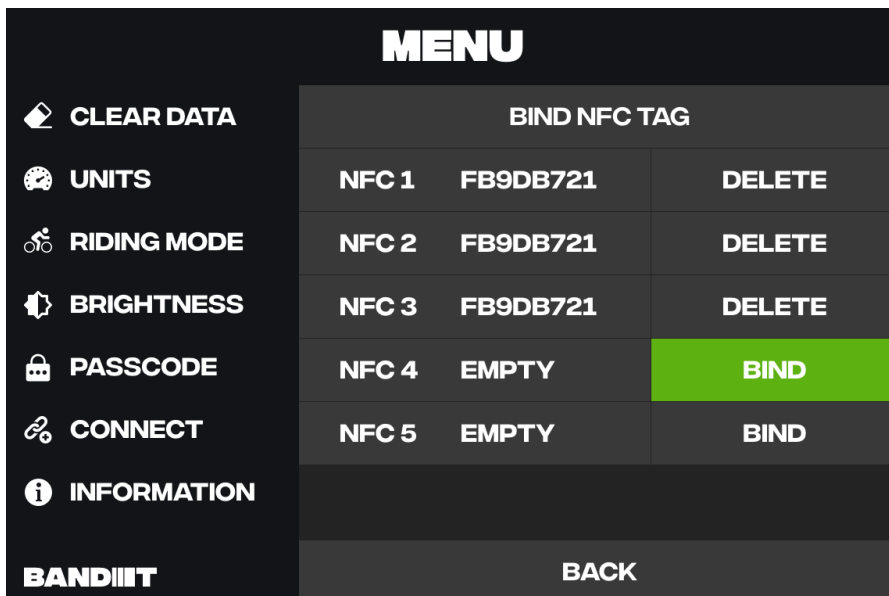 MENU
CLEAR DATA
UNITS
RIDING MODE
BRIGHTNESS
PASSCODE
CONNECT
INFORMATION
BANDIIIT
BIND NFC TAG
NFC 1 FB9DB721 DELETE
NFC 2 FB9DB721 DELETE
NFC 3 FB9DB721 DELETE
NFC 4 EMPTY BIND
NFC 5 EMPTY BIND
BACK